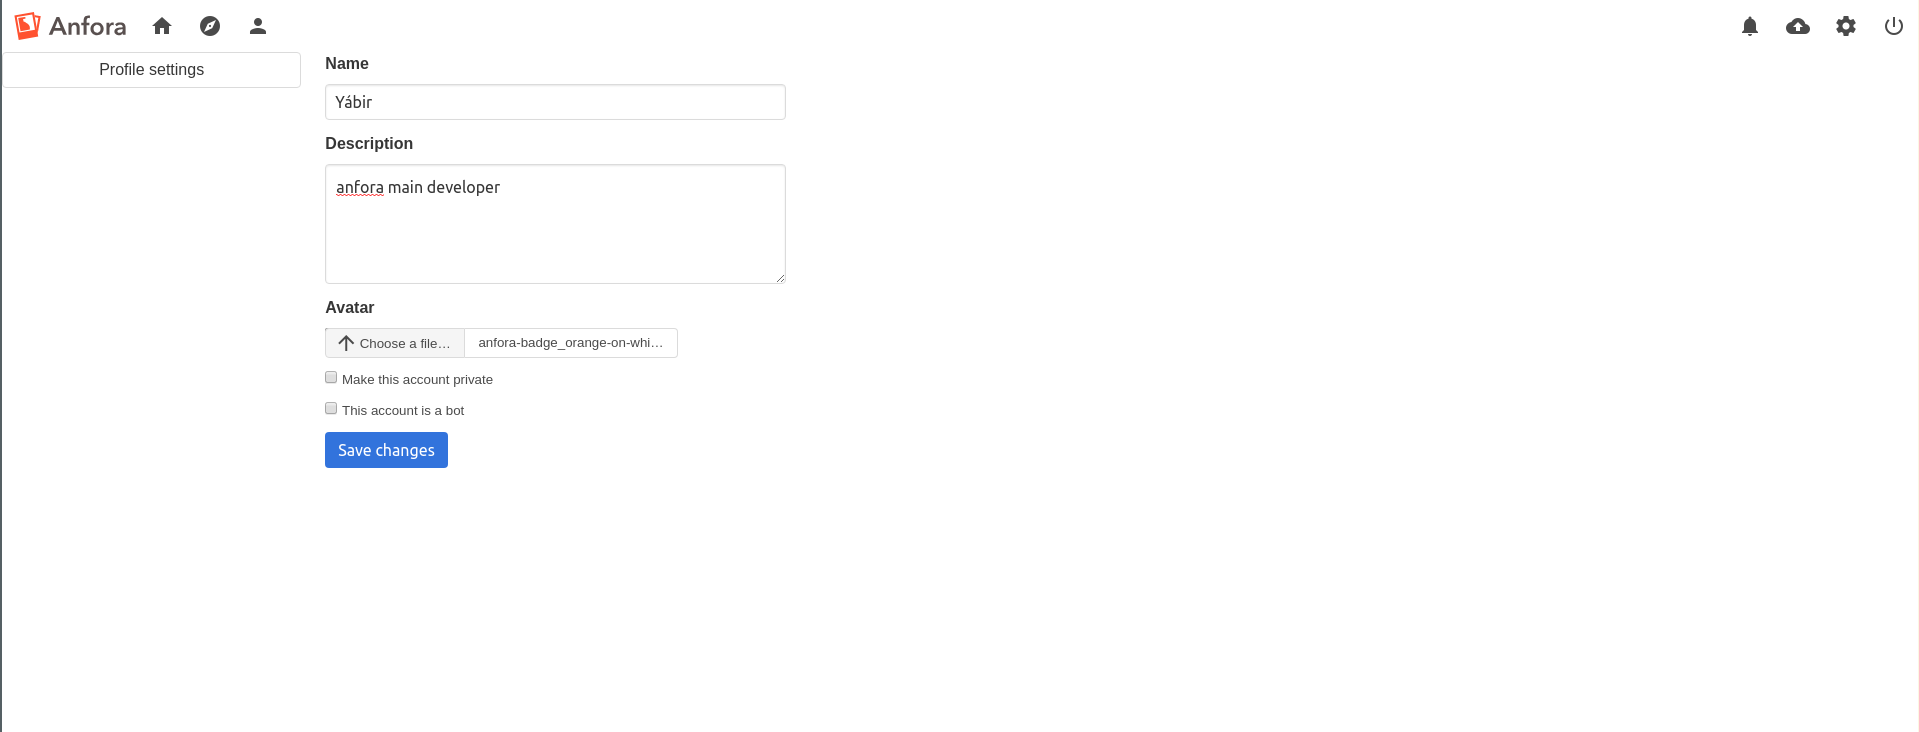 Anfora
Profile settings
Name
Yábir
Description
anfora main developer
Avatar
Choose a file…
anfora-badge_orange-on-whi…
Make this account private
This account is a bot
Save changes